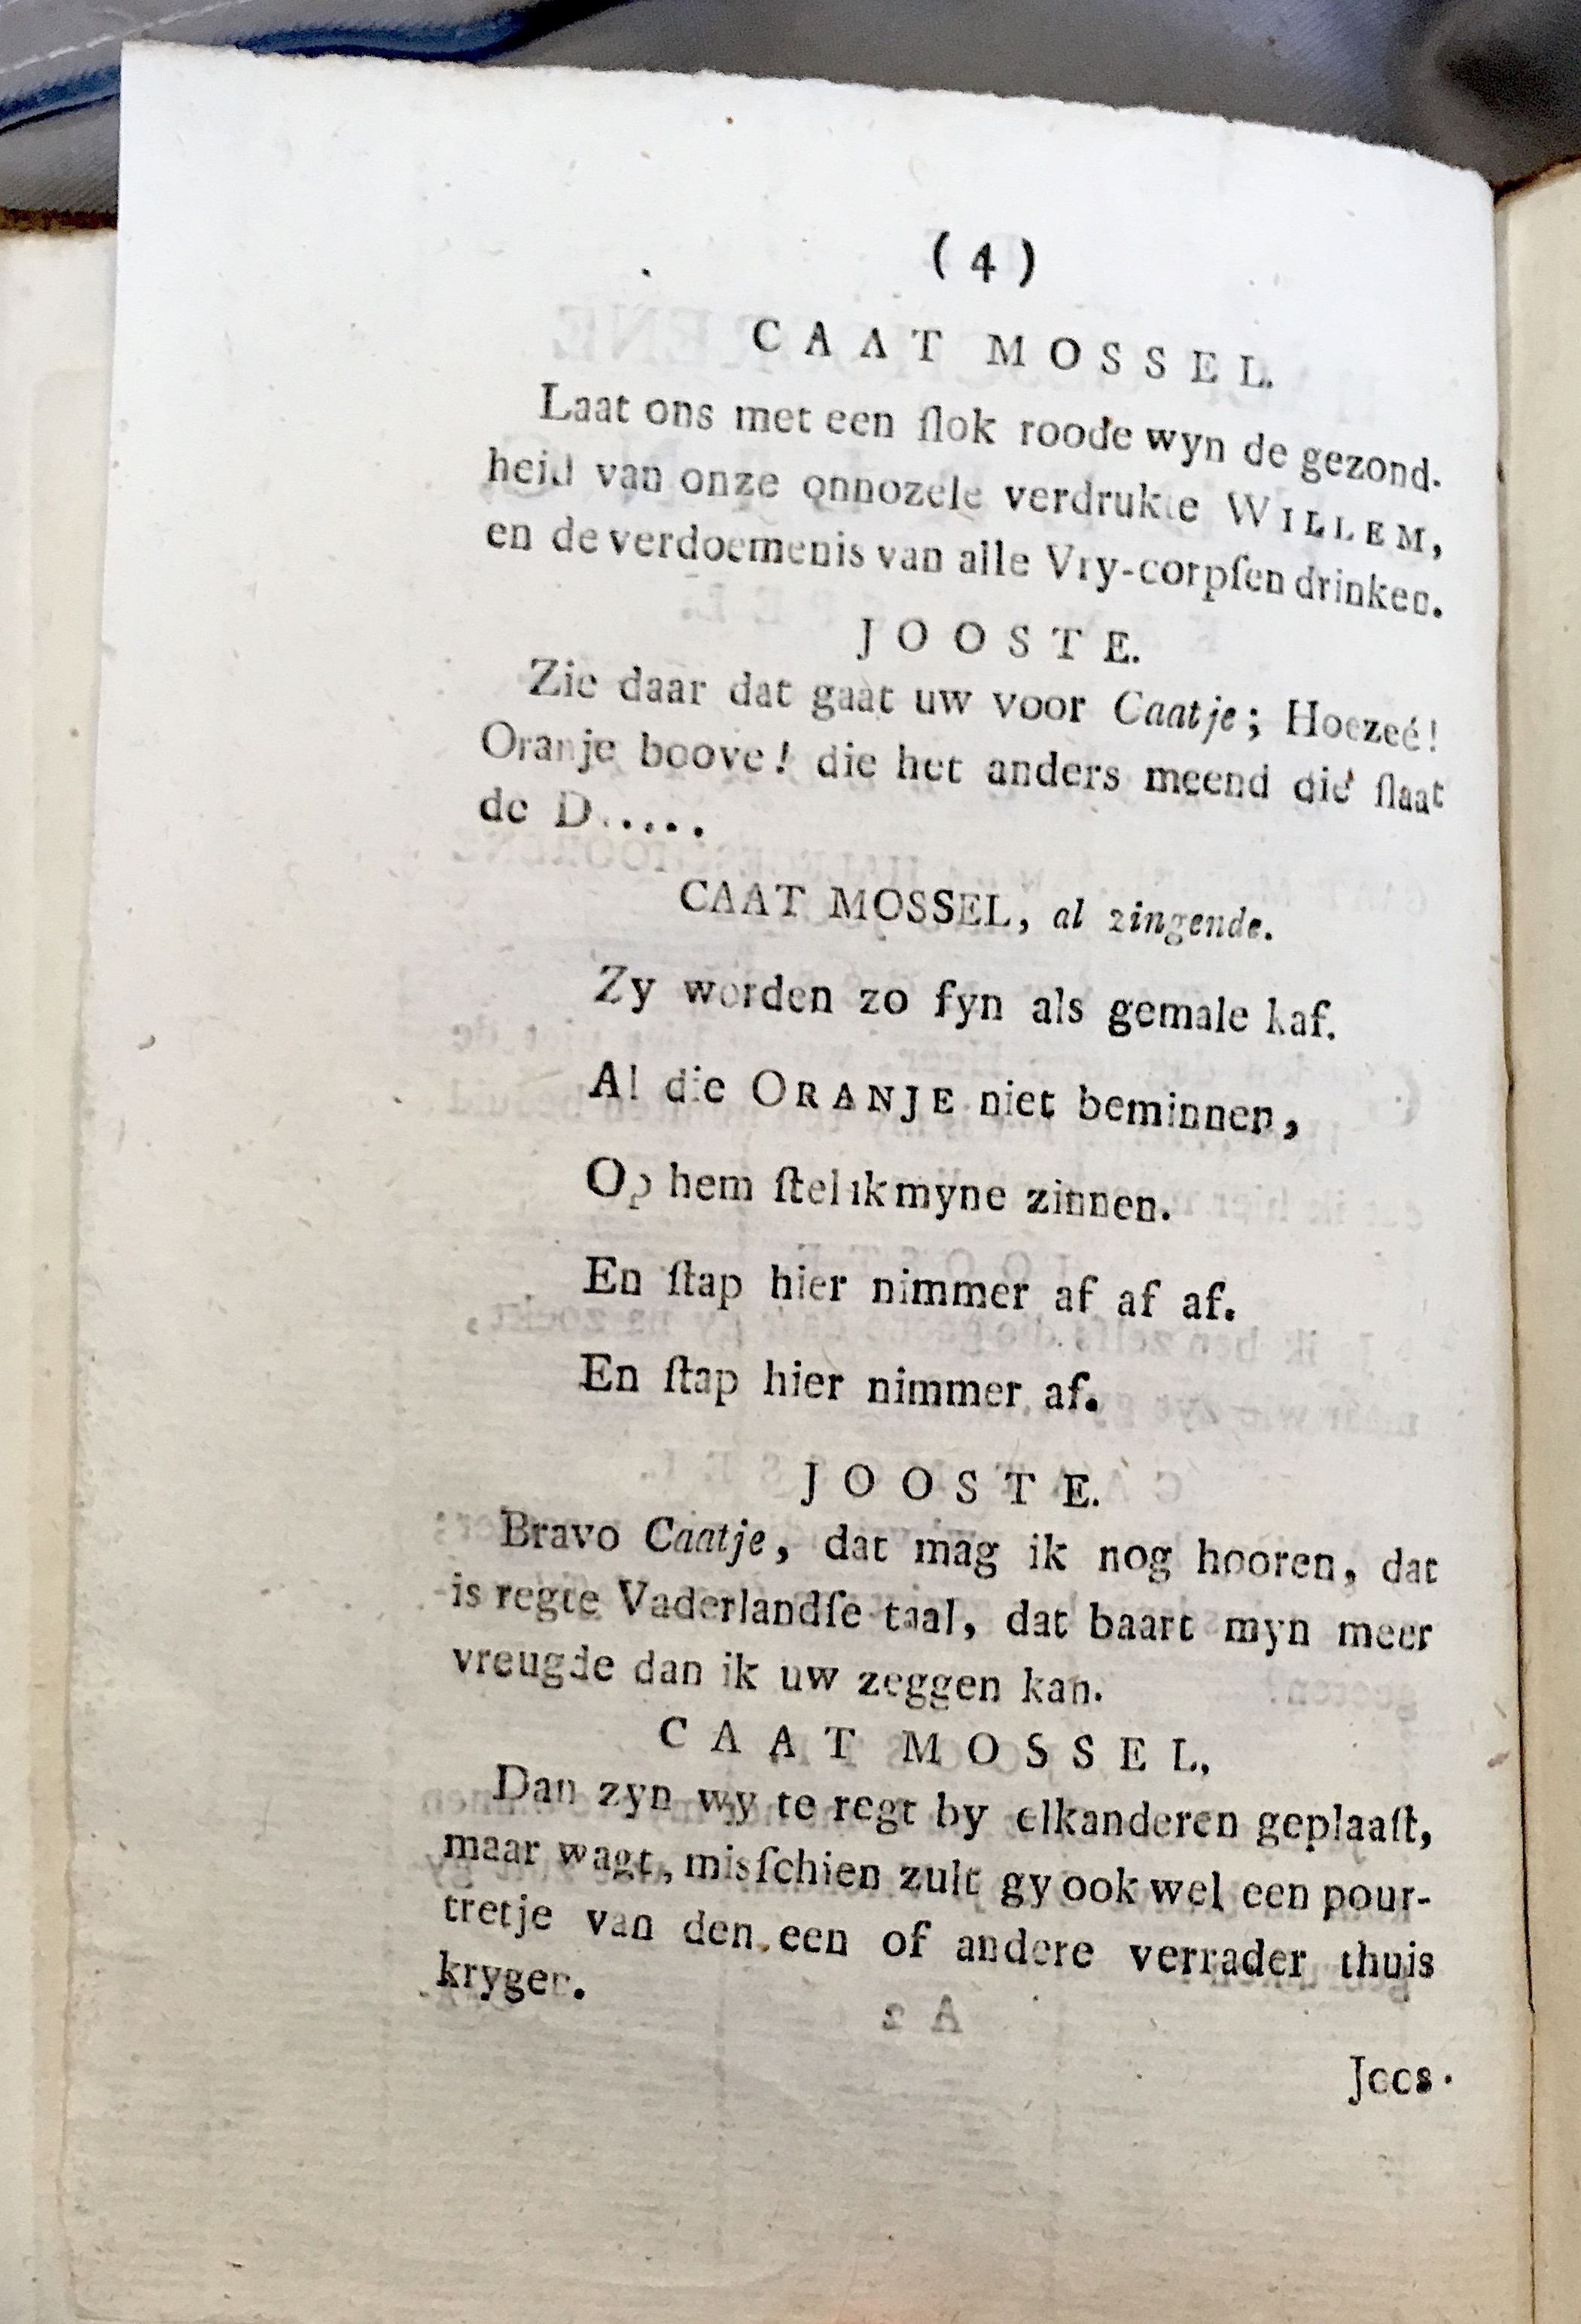 ( 4 )
CAAT MOSSEL.
Laat ons met een ſlok roode wyn de gezond-
heid van onze onnozele verdrukte WILLEM,
en de verdoemenis van alle Vry-corpſen drinken.
JOOSTE.
Zie daar dat gaat uw voor Caatje; Hoezeé!
Oranje boove! die het anders meend die ſlaat
de D.....
CAAT MOSSEL, al zingende.
Zy worden zo fyn als gemale kaf.
Al die ORANJE niet beminnen,
Op hem ſtel ik myne zinnen.
En ſtap hier nimmer af af af.
En ſtap hier nimmer af.
JOOSTE.
Bravo Caatje, dat mag ik nog hooren, dat
is regte Vaderlandſe taal, dat baart myn meer
vreugde dan ik uw zeggen kan.
CAAT MOSSEL,
Dan zyn wy te regt by elkanderen geplaaſt,
maar wagt, misſchien zult gy ook wel een pour-
tretje van den een of andere verrader thuis
krygen.
Joos-